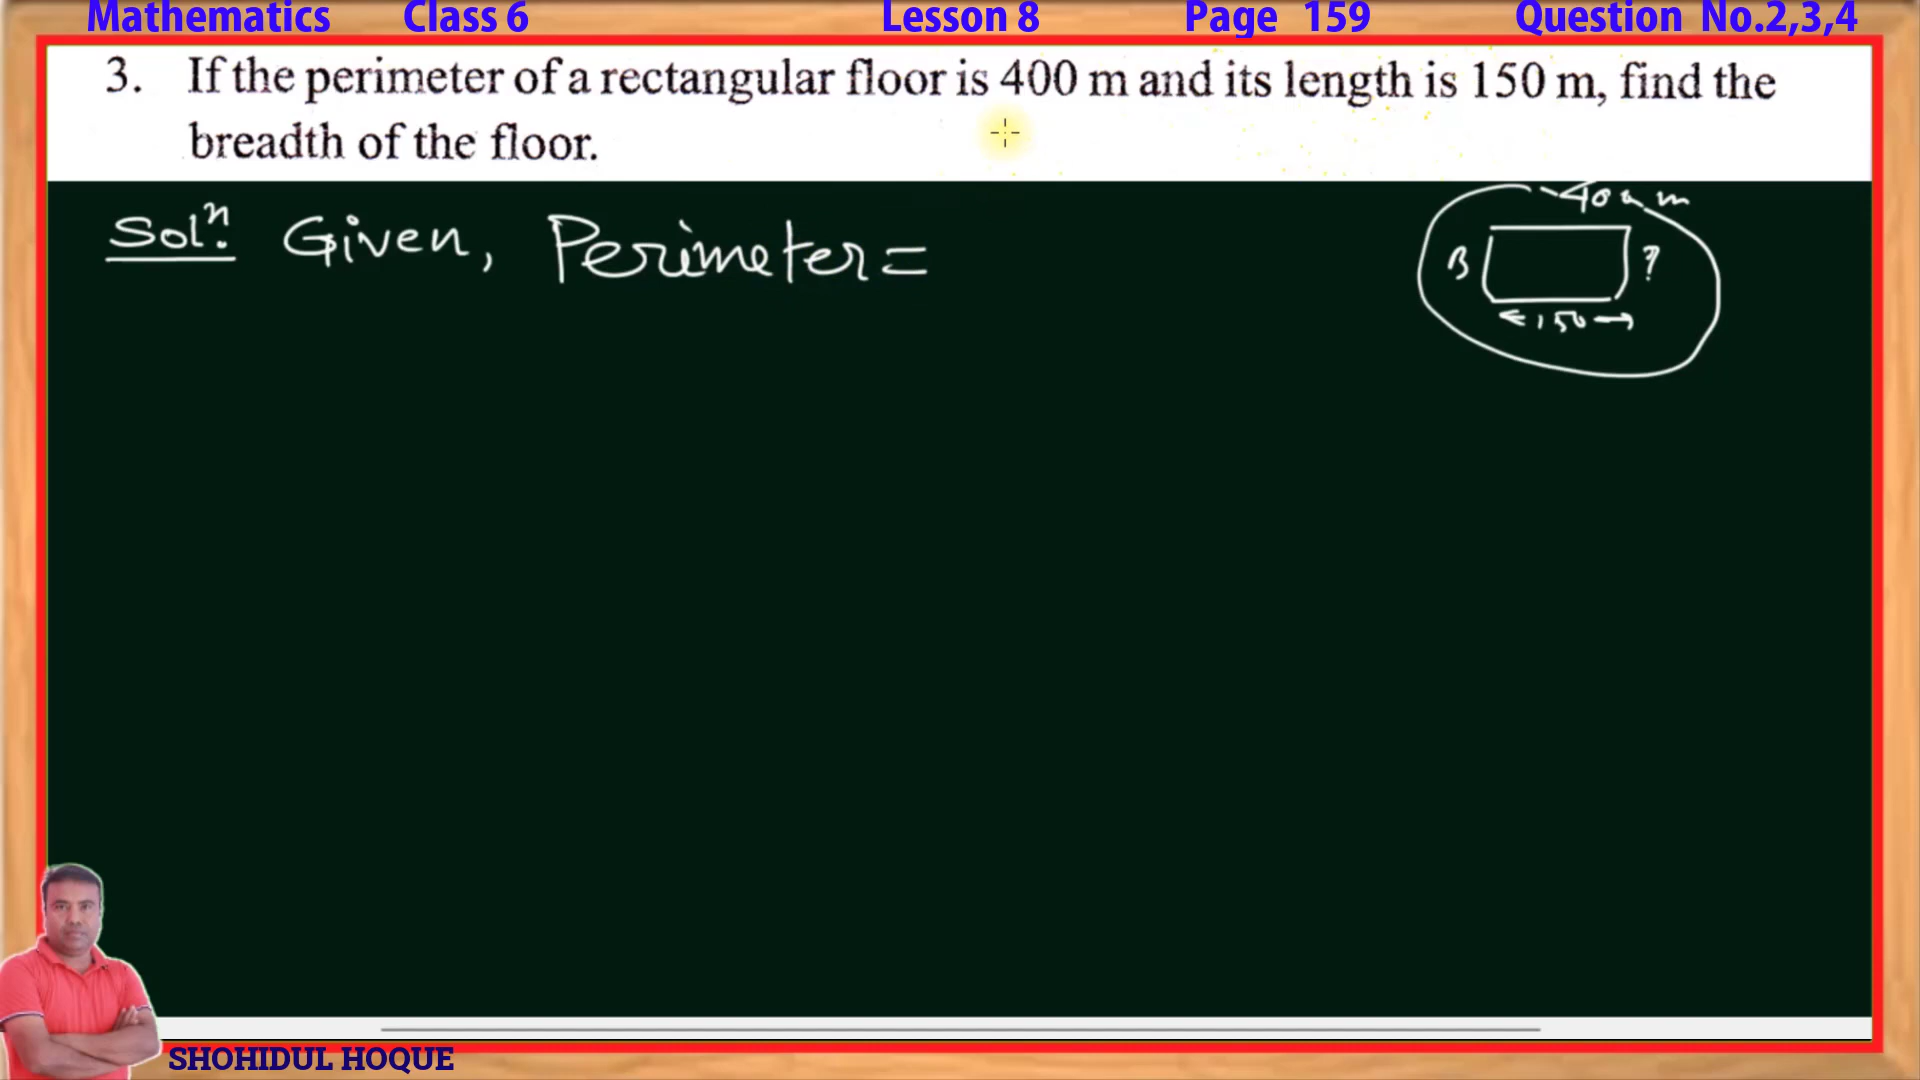 Mathematics Class 6 Lesson 8 Page 159 Question No.2,3,4
3. If the perimeter of a rectangular floor is 400 m and its length is 150 m, find the
breadth of the floor.
400 m
Solⁿ. Given, Perimeter =
B ?
150
SHOHIDUL HOQUE